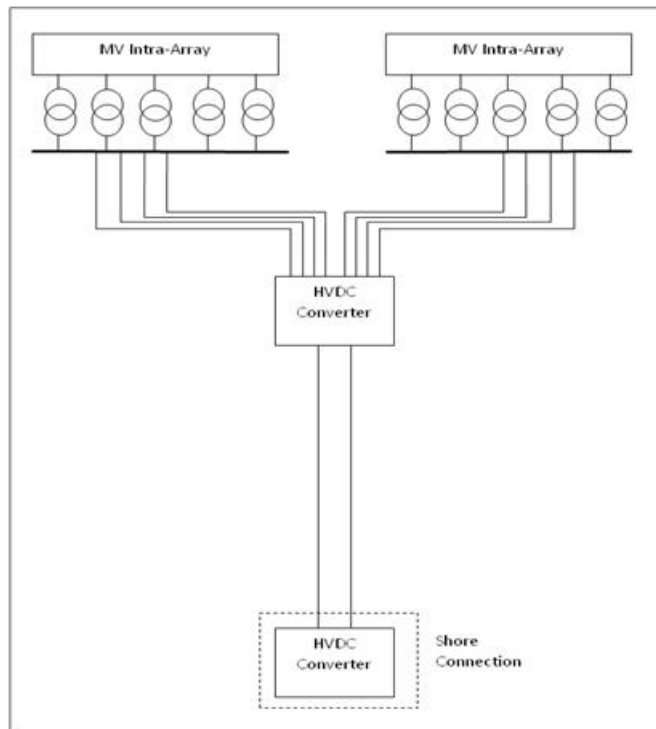 MV Intra-Array
MV Intra-Array
HVDC
Converter
HVDC
Converter
Shore
Connection